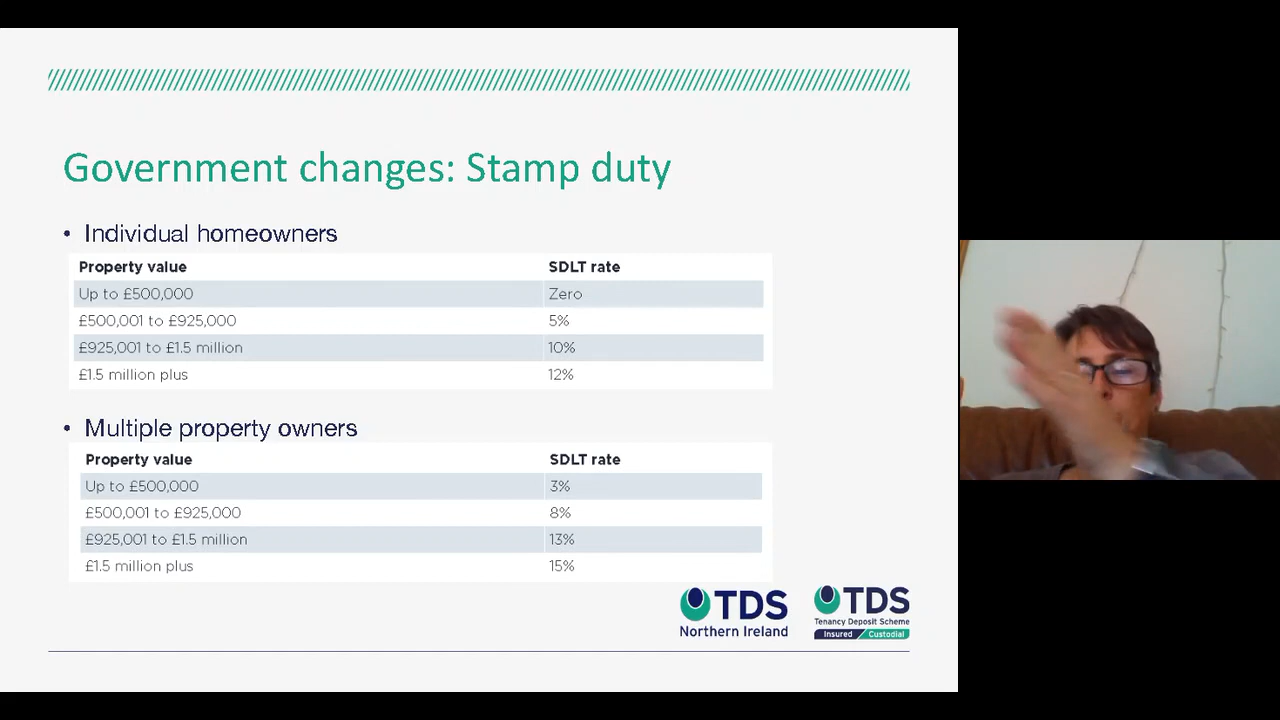 Government changes: Stamp duty
• Individual homeowners
Property value SDLT rate
Up to £500,000 Zero
£500,001 to £925,000 5%
£925,001 to £1.5 million 10%
£1.5 million plus 12%
• Multiple property owners
Property value SDLT rate
Up to £500,000 3%
£500,001 to £925,000 8%
£925,001 to £1.5 million 13%
£1.5 million plus 15%
TDS
Northern Ireland
TDS
Tenancy Deposit Scheme
Insured Custodial